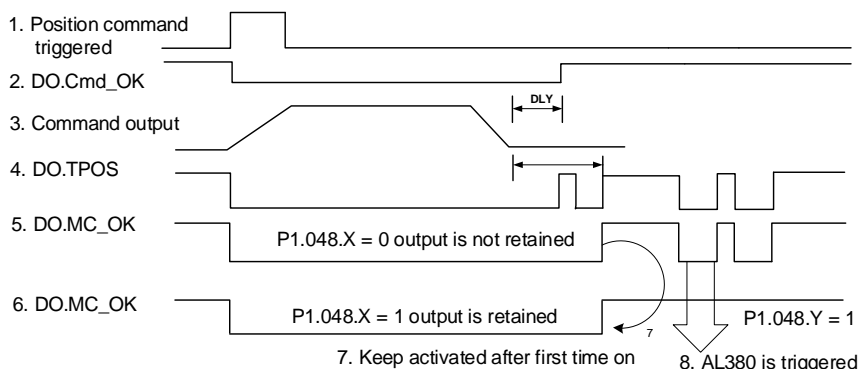 1. Position command
triggered
2. DO.Cmd_OK
DLY
3. Command output
4. DO.TPOS
5. DO.MC_OK
P1.048.X = 0 output is not retained
6. DO.MC_OK
P1.048.X = 1 output is retained
7
P1.048.Y = 1
7. Keep activated after first time on
8. AL380 is triggered